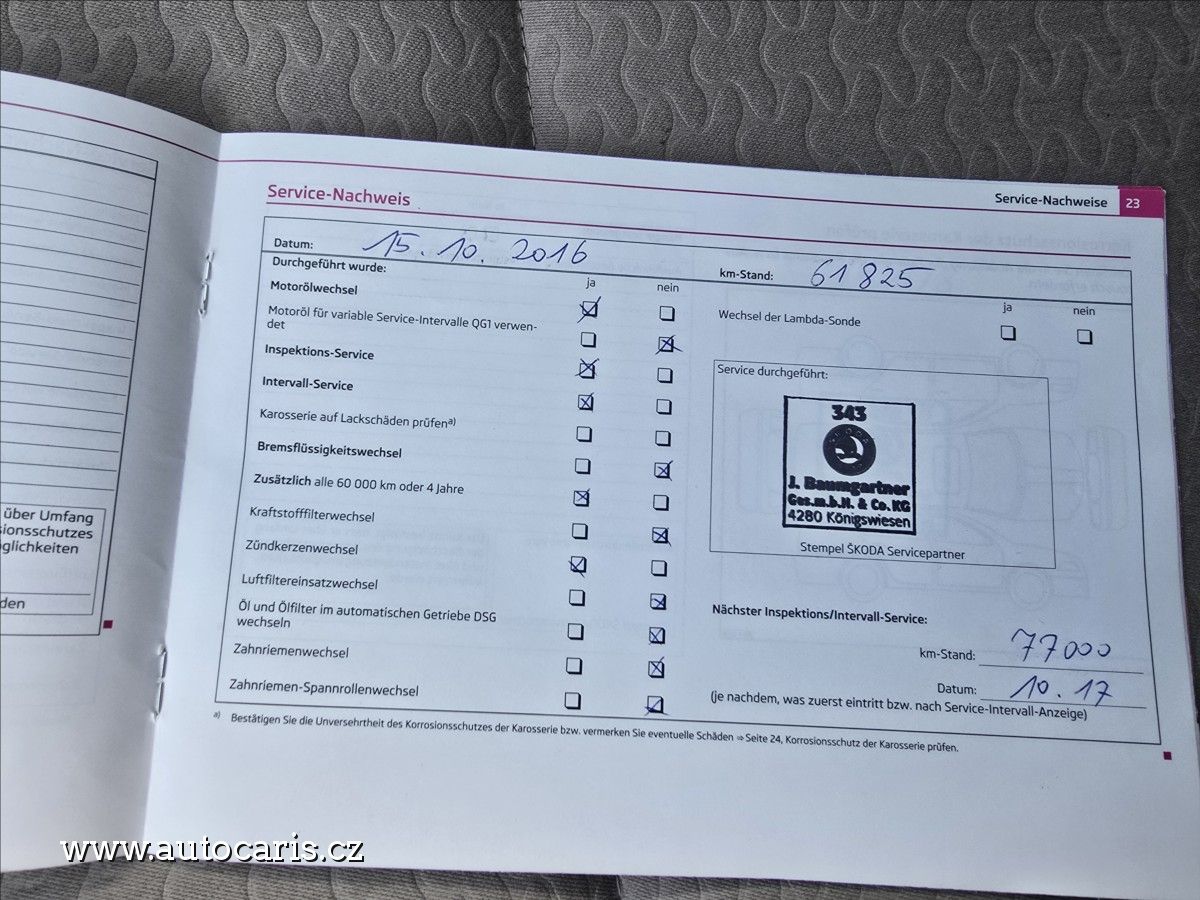 über Umfang
sionsschutzes
glichkeiten
den
Service-Nachweise 23
Service-Nachweis
Datum: 15. 10. 2016
km-Stand: 61 825
Durchgeführt wurde:
ja nein
Motorölwechsel
Motoröl für variable Service-Intervalle QG1 verwen-
det
Inspektions-Service
Intervall-Service
Karosserie auf Lackschäden prüfen a)
Bremsflüssigkeitswechsel
Zusätzlich alle 60 000 km oder 4 Jahre
Kraftstofffilterwechsel
Zündkerzenwechsel
Luftfiltereinsatzwechsel
Öl und Ölfilter im automatischen Getriebe DSG
wechseln
Zahnriemenwechsel
Zahnriemen-Spannrollenwechsel
ja nein
Wechsel der Lambda-Sonde
Service durchgeführt:
343
SKODA
J. Baumgartner
Ges.m.b.H. & Co. KG
4280 Königswiesen
Stempel ŠKODA Servicepartner
Nächster Inspektions/Intervall-Service:
km-Stand: 77000
Datum: 10. 17
(je nachdem, was zuerst eintritt bzw. nach Service-Intervall-Anzeige)
a) Bestätigen Sie die Unversehrtheit des Korrosionsschutzes der Karosserie bzw. vermerken Sie eventuelle Schäden ⇒ Seite 24, Korrosionsschutz der Karosserie prüfen.
www.autocaris.cz